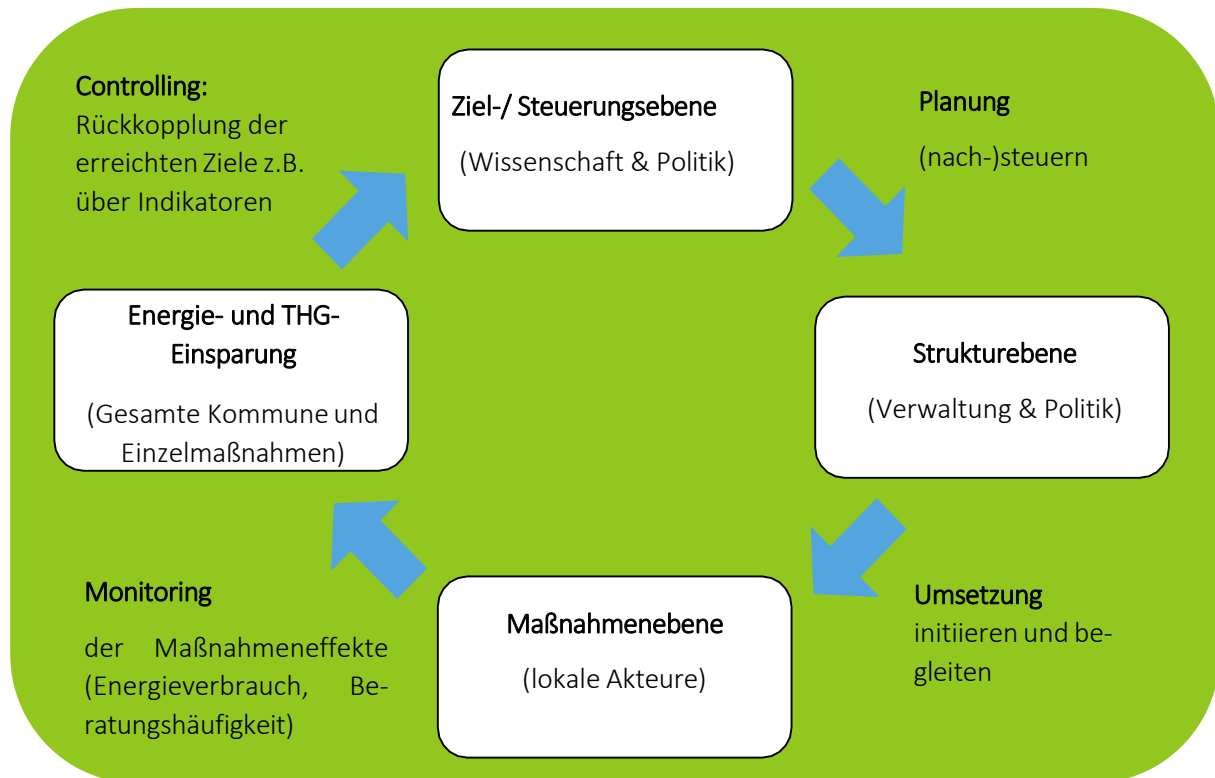 Controlling:
Rückkopplung der
erreichten Ziele z.B.
über Indikatoren
Ziel-/ Steuerungsebene
(Wissenschaft & Politik)
Planung
(nach-)steuern
Energie- und THG-
Einsparung
(Gesamte Kommune und
Einzelmaßnahmen)
Strukturebene
(Verwaltung & Politik)
Monitoring
der Maßnahmeneffekte
(Energieverbrauch, Be-
ratungshäufigkeit)
Maßnahmenebene
(lokale Akteure)
Umsetzung
initiieren und be-
gleiten